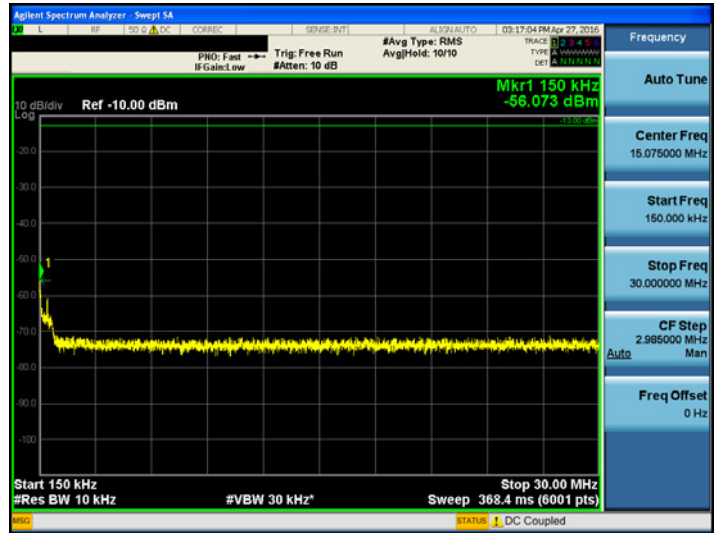 Agilent Spectrum Analyzer - Swept SA
L RF 50 Ω DC CORREC SENSE:INT ALIGN AUTO 03:17:04 PM Apr 27, 2016
PNO: Fast
IFGain:Low
Trig: Free Run
#Atten: 10 dB
#Avg Type: RMS
Avg|Hold: 10/10
TRACE 1 2 3 4 5 6
TYPE A
DET A N N N N N
Mkr1 150 kHz
-56.073 dBm
10 dB/div Ref -10.00 dBm
Log
-13.00 dBm
-20.0
-30.0
-40.0
-50.0
1
-60.0
-70.0
-80.0
-90.0
-100
Start 150 kHz Stop 30.00 MHz
#Res BW 10 kHz #VBW 30 kHz* Sweep 368.4 ms (6001 pts)
MSG STATUS DC Coupled
Frequency
Auto Tune
Center Freq
15.075000 MHz
Start Freq
150.000 kHz
Stop Freq
30.000000 MHz
CF Step
2.985000 MHz
Auto Man
Freq Offset
0 Hz